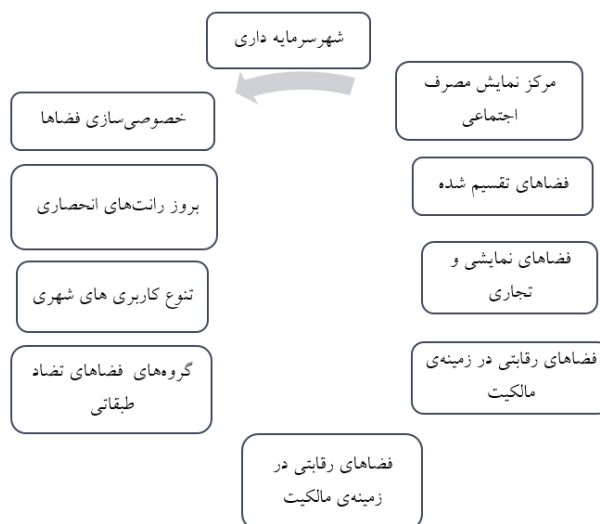 شهرسرمایه داری
مرکز نمایش مصرف
اجتماعی
فضاهای تقسیم شده
فضاهای نمایشی و
تجاری
فضاهای رقابتی در زمینه‌ی
مالکیت
فضاهای رقابتی در
زمینه‌ی مالکیت
خصوصی‌سازی فضاها
بروز رانت‌های انحصاری
تنوع کاربری های شهری
گروه‌های فضاهای تضاد
طبقاتی